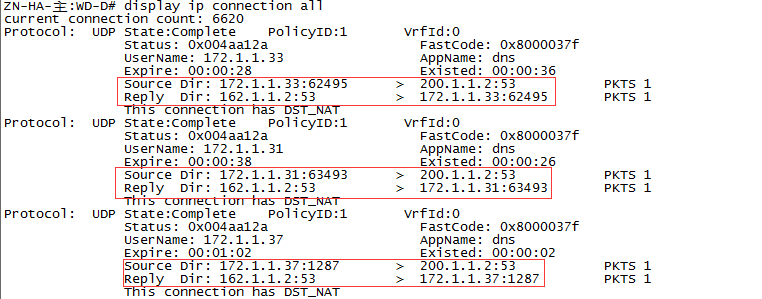 ZN-HA-主:WD-D# display ip connection all
current connection count: 6620
Protocol: UDP State:Complete PolicyID:1 VrfId:0
Status: 0x004aa12a FastCode: 0x8000037f
UserName: 172.1.1.33 AppName: dns
Expire: 00:00:28 Existed: 00:00:36
Source Dir: 172.1.1.33:62495 > 200.1.1.2:53 PKTS 1
Reply Dir: 162.1.1.2:53 > 172.1.1.33:62495 PKTS 1
This connection has DST_NAT
Protocol: UDP State:Complete PolicyID:1 VrfId:0
Status: 0x004aa12a FastCode: 0x8000037f
UserName: 172.1.1.31 AppName: dns
Expire: 00:00:38 Existed: 00:00:26
Source Dir: 172.1.1.31:63493 > 200.1.1.2:53 PKTS 1
Reply Dir: 162.1.1.2:53 > 172.1.1.31:63493 PKTS 1
This connection has DST_NAT
Protocol: UDP State:Complete PolicyID:1 VrfId:0
Status: 0x004aa12a FastCode: 0x8000037f
UserName: 172.1.1.37 AppName: dns
Expire: 00:01:02 Existed: 00:00:02
Source Dir: 172.1.1.37:1287 > 200.1.1.2:53 PKTS 1
Reply Dir: 162.1.1.2:53 > 172.1.1.37:1287 PKTS 1
This connection has DST_NAT